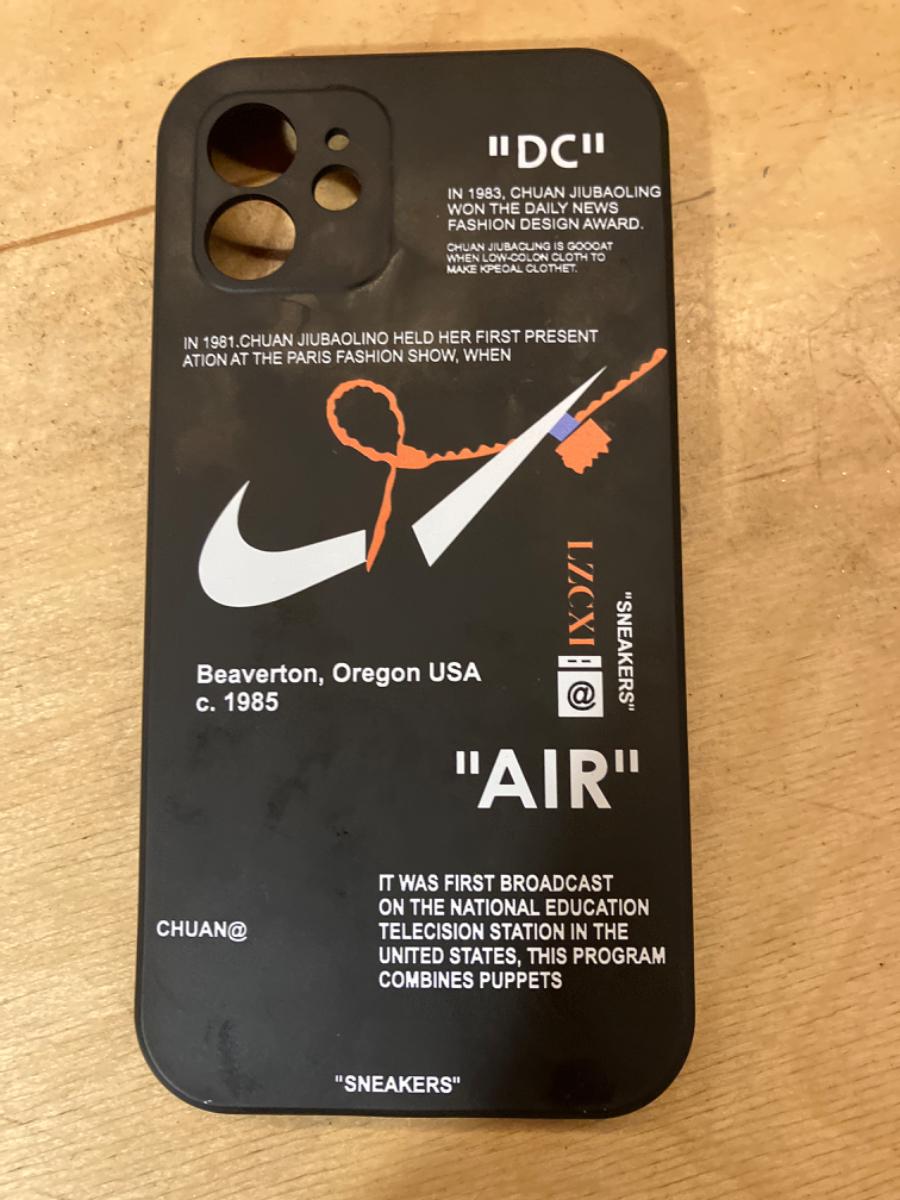 "DC"
IN 1983, CHUAN JIUBAOLING
WON THE DAILY NEWS
FASHION DESIGN AWARD.
CHUAN JIUBACLING IS GOOOAT
WHEN LOW-COLON CLOTH TO
MAKE KPEOAL CLOTHET.
IN 1981.CHUAN JIUBAOLINO HELD HER FIRST PRESENT
ATION AT THE PARIS FASHION SHOW, WHEN
LZCXI
@
"SNEAKERS"
Beaverton, Oregon USA
c. 1985
"AIR"
IT WAS FIRST BROADCAST
ON THE NATIONAL EDUCATION
TELECISION STATION IN THE
UNITED STATES, THIS PROGRAM
COMBINES PUPPETS
CHUAN@
"SNEAKERS"